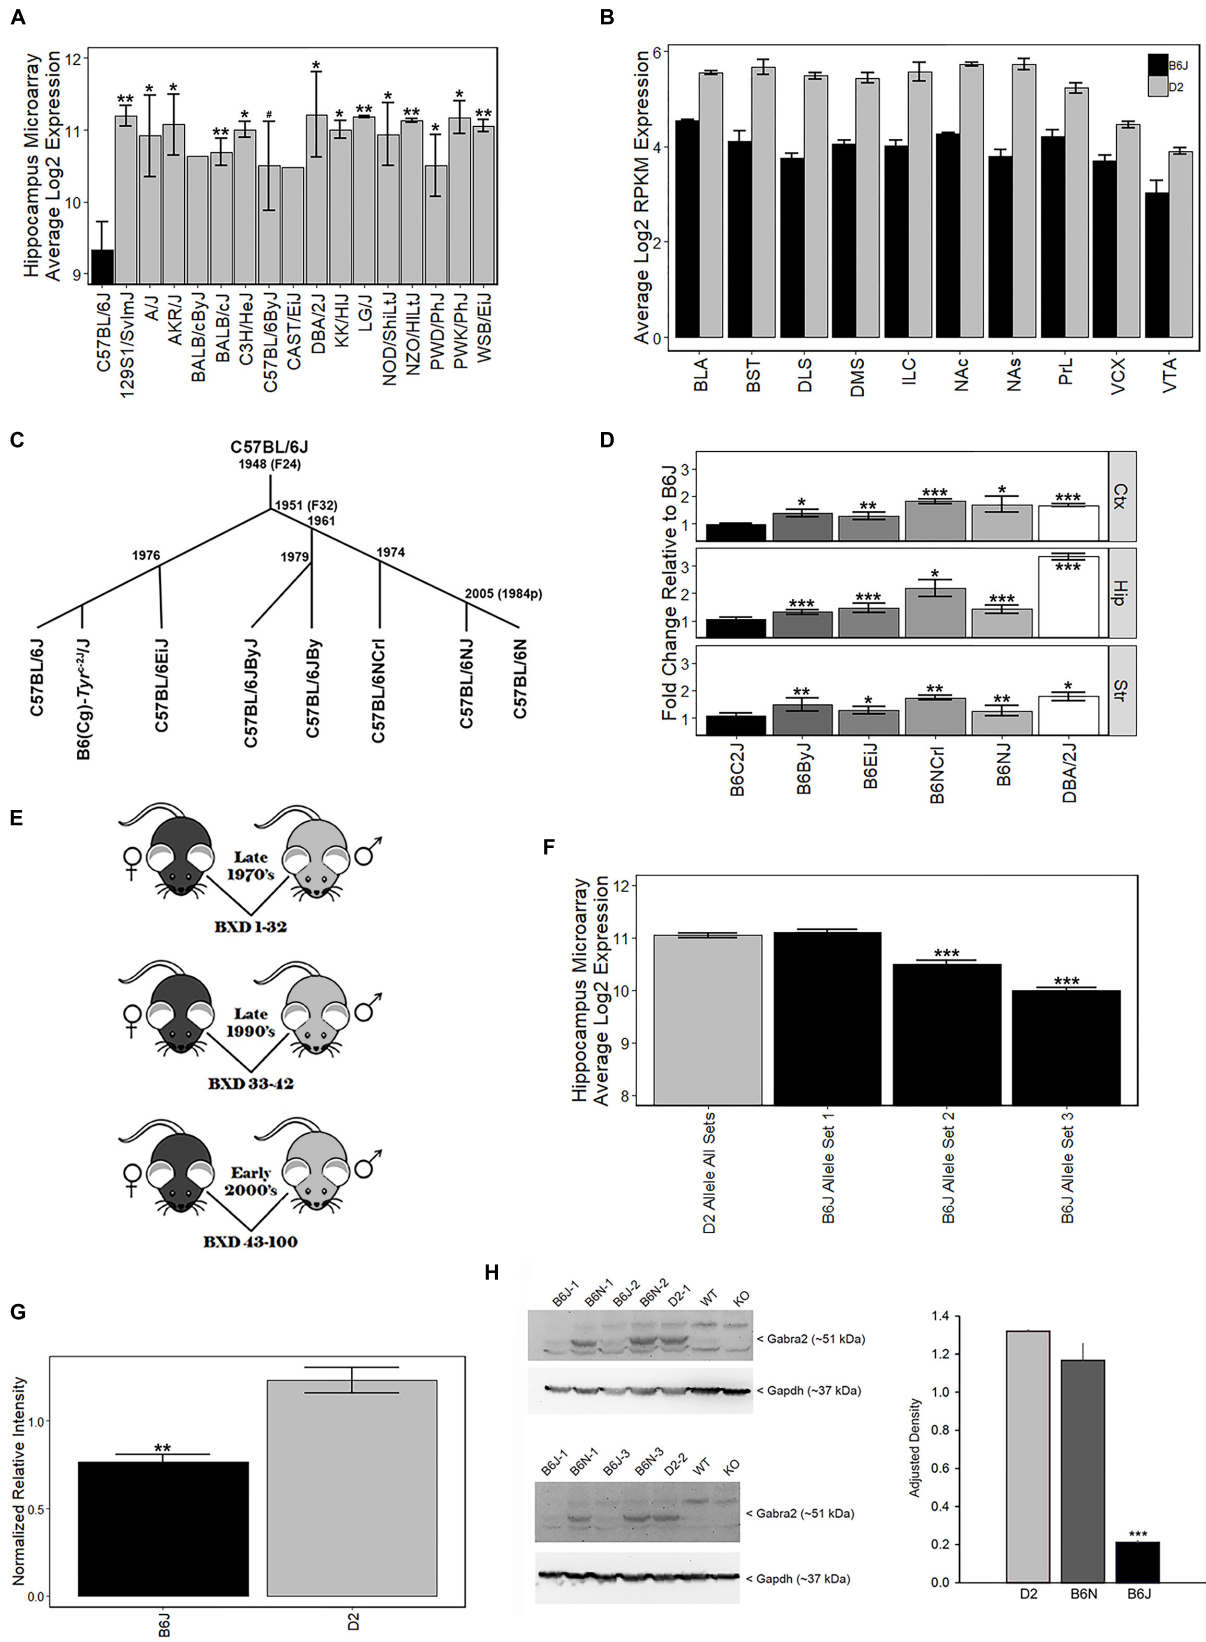 A
Hippocampus Microarray
Average Log2 Expression
12
11
10
9
** * * ** * # * * ** * ** * * **
C57BL/6J
129S1/SvImJ
A/J
AKR/J
BALB/cByJ
BALB/cJ
C3H/HeJ
C57BL/6ByJ
CAST/EiJ
DBA/2J
KK/HIJ
LG/J
NOD/ShiLtJ
NZO/HILtJ
PWD/PhJ
PWK/PhJ
WSB/EiJ
B
Average Log2 RPKM Expression
6
4
2
0
B6J
D2
BLA
BST
DLS
DMS
ILC
NAc
NAs
PrL
VCX
VTA
C
C57BL/6J
1948 (F24)
1951 (F32)
1961
1976
1979
1974
2005 (1984p)
C57BL/6J
B6(Cg)-Tyrc-2J/J
C57BL/6EiJ
C57BL/6JByJ
C57BL/6JBy
C57BL/6NCrl
C57BL/6NJ
C57BL/6N
D
Fold Change Relative to B6J
3
2
1
* ** *** * ***
Ctx
3
2
1
*** *** * *** ***
Hip
3
2
1
** * ** ** *
Str
B6C2J
B6ByJ
B6EiJ
B6NCrl
B6NJ
DBA/2J
E
♀
Late
1970's
♂
BXD 1-32
♀
Late
1990's
♂
BXD 33-42
♀
Early
2000's
♂
BXD 43-100
F
Hippocampus Microarray
Average Log2 Expression
12
11
10
9
8
*** ***
D2 Allele All Sets
B6J Allele Set 1
B6J Allele Set 2
B6J Allele Set 3
G
Normalized Relative Intensity
1.0
0.5
0.0
**
B6J
D2
H
B6J-1
B6N-1
B6J-2
B6N-2
D2-1
WT
KO
< Gabra2 (~51 kDa)
< Gapdh (~37 kDa)
B6J-1
B6N-1
B6J-3
B6N-3
D2-2
WT
KO
< Gabra2 (~51 kDa)
< Gapdh (~37 kDa)
Adjusted Density
1.4
1.2
1.0
0.8
0.6
0.4
0.2
0.0
***
D2
B6N
B6J